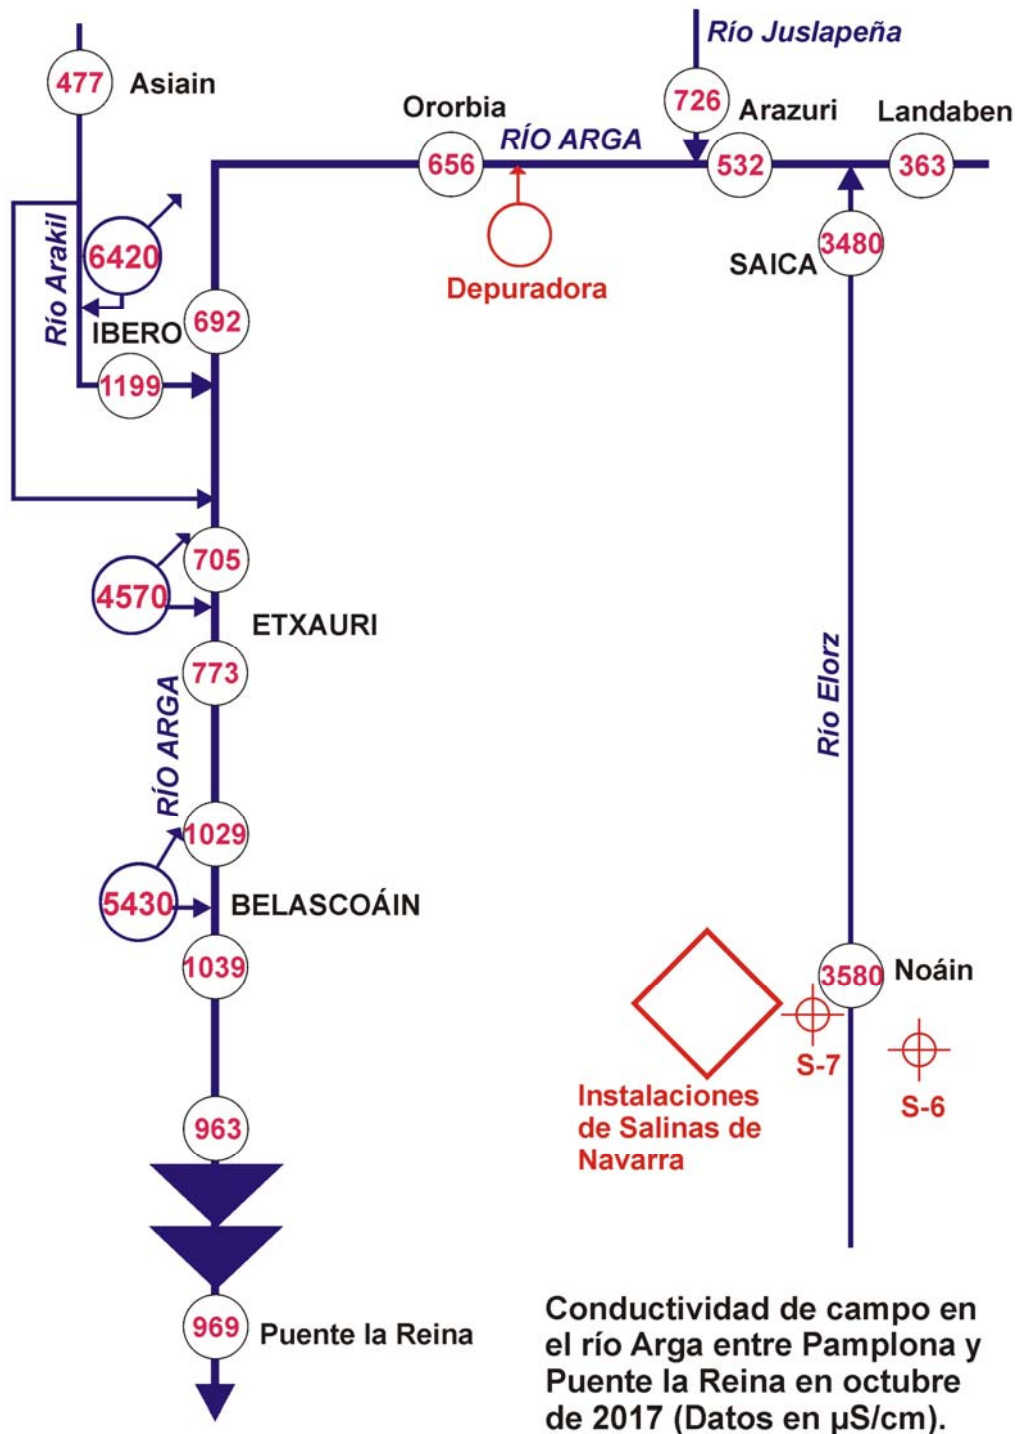 Río Juslapeña
477
Asiain
Ororbia
726
Arazuri
Landaben
RÍO ARGA
656
532
363
Río Arakil
6420
3480
SAICA
Depuradora
IBERO
692
1199
705
4570
ETXAURI
773
Río Elorz
RÍO ARGA
1029
5430
BELASCOÁIN
1039
3580
Noáin
S-7
S-6
Instalaciones
de Salinas de
Navarra
963
969
Puente la Reina
Conductividad de campo en
el río Arga entre Pamplona y
Puente la Reina en octubre
de 2017 (Datos en µS/cm).